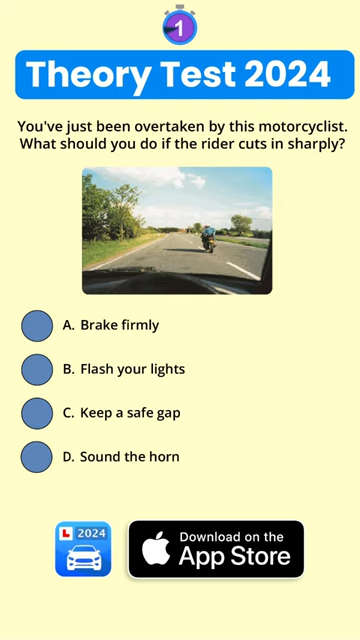 1
Theory Test 2024
You've just been overtaken by this motorcyclist.
What should you do if the rider cuts in sharply?
A. Brake firmly
B. Flash your lights
C. Keep a safe gap
D. Sound the horn
L 2024
Download on the
App Store